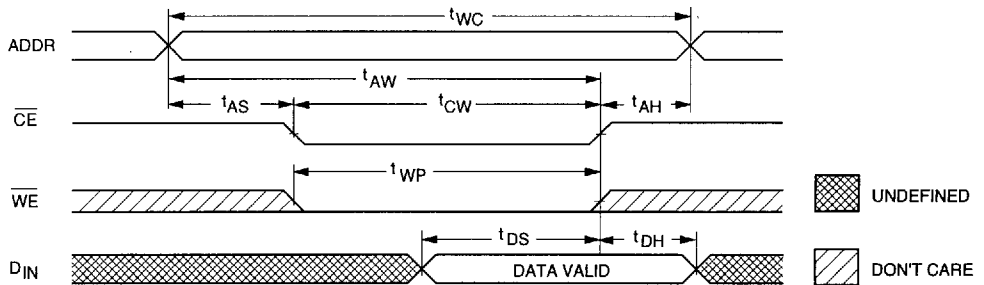 tWC
ADDR
tAW
tAS
tCW
tAH
CE
tWP
WE
UNDEFINED
tDS
tDH
DIN
DATA VALID
DON'T CARE